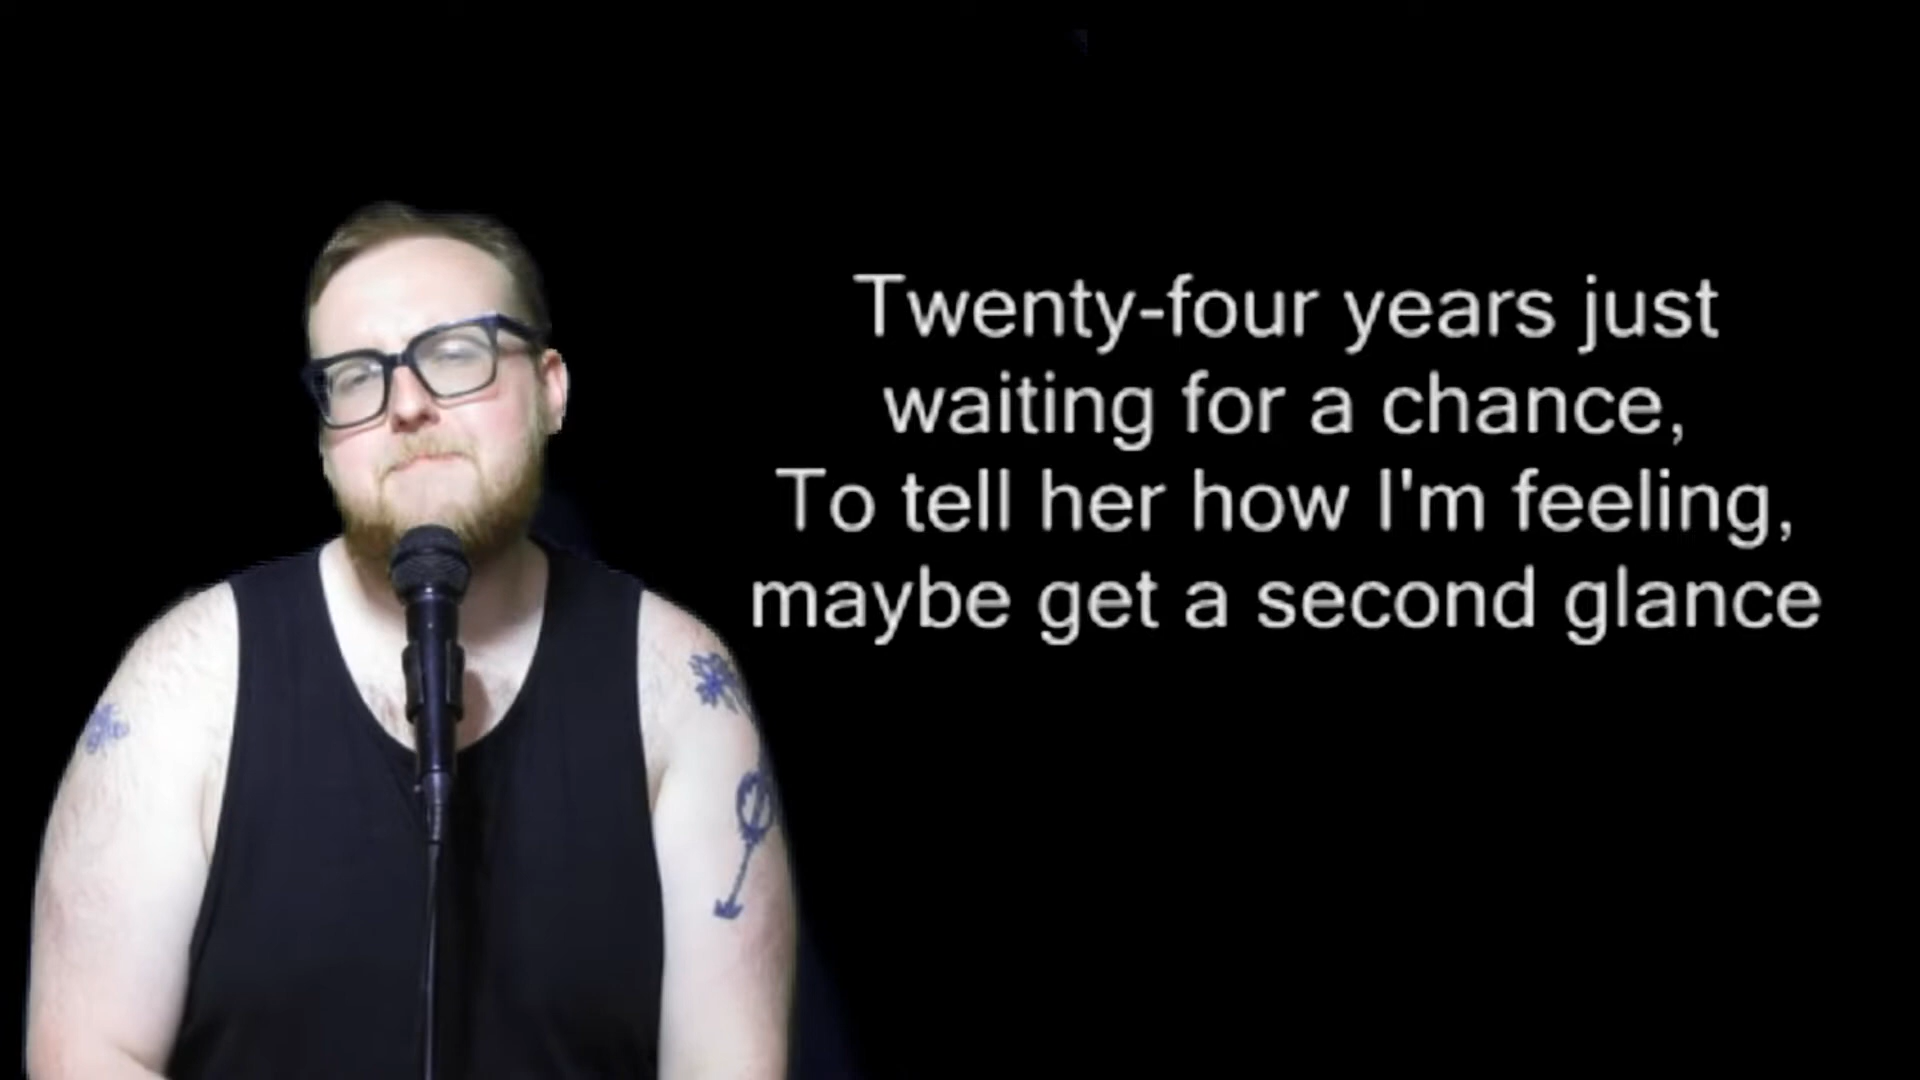 Twenty-four years just
waiting for a chance,
To tell her how I'm feeling,
maybe get a second glance